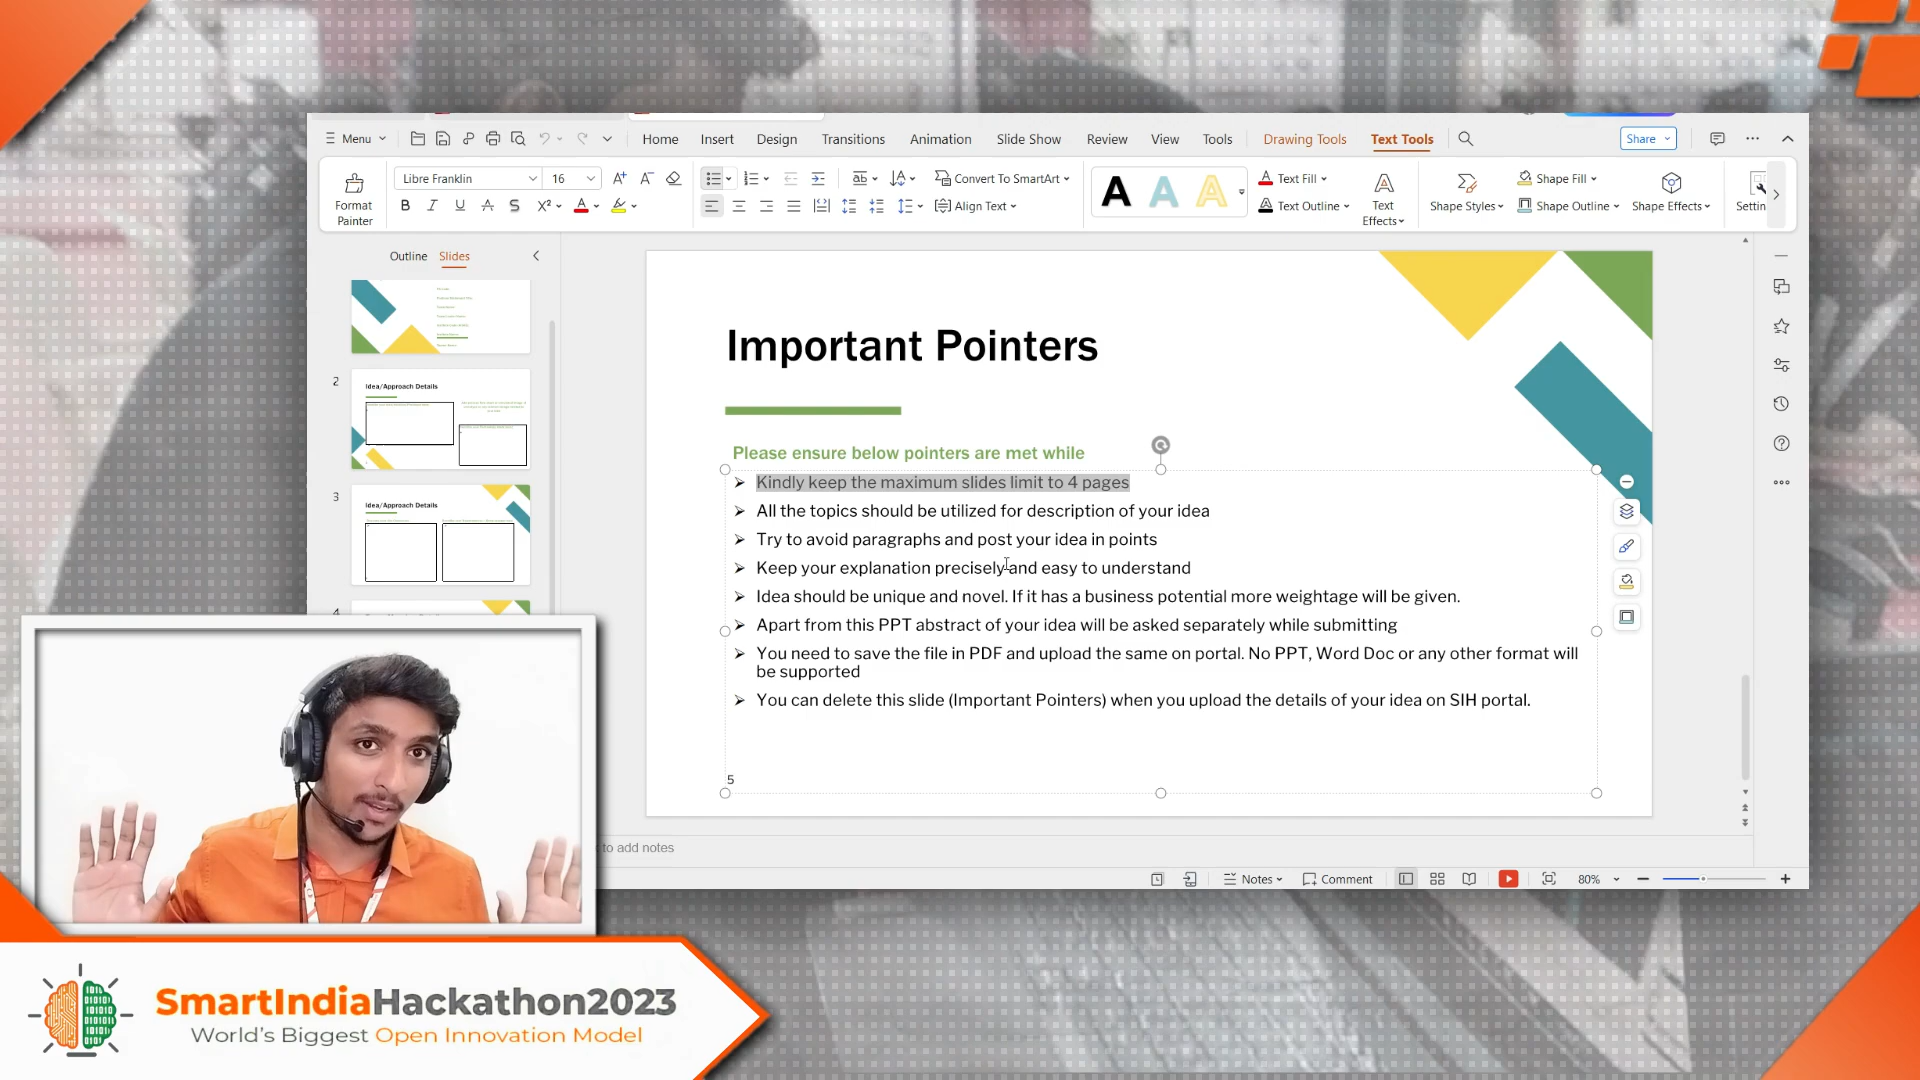 Menu
Home
Insert
Design
Transitions
Animation
Slide Show
Review
View
Tools
Drawing Tools
Text Tools
Share
Format
Painter
Libre Franklin
16
Convert To SmartArt
Align Text
Text Fill
Text Outline
Text
Effects
Shape Styles
Shape Fill
Shape Outline
Shape Effects
Settin
Outline
Slides
2
Idea/Approach Details
3
Idea/Approach Details
4
Important Pointers
Please ensure below pointers are met while
Kindly keep the maximum slides limit to 4 pages
All the topics should be utilized for description of your idea
Try to avoid paragraphs and post your idea in points
Keep your explanation precisely and easy to understand
Idea should be unique and novel. If it has a business potential more weightage will be given.
Apart from this PPT abstract of your idea will be asked separately while submitting
You need to save the file in PDF and upload the same on portal. No PPT, Word Doc or any other format will
be supported
You can delete this slide (Important Pointers) when you upload the details of your idea on SIH portal.
5
to add notes
Notes
Comment
80%
SmartIndiaHackathon2023
World's Biggest Open Innovation Model